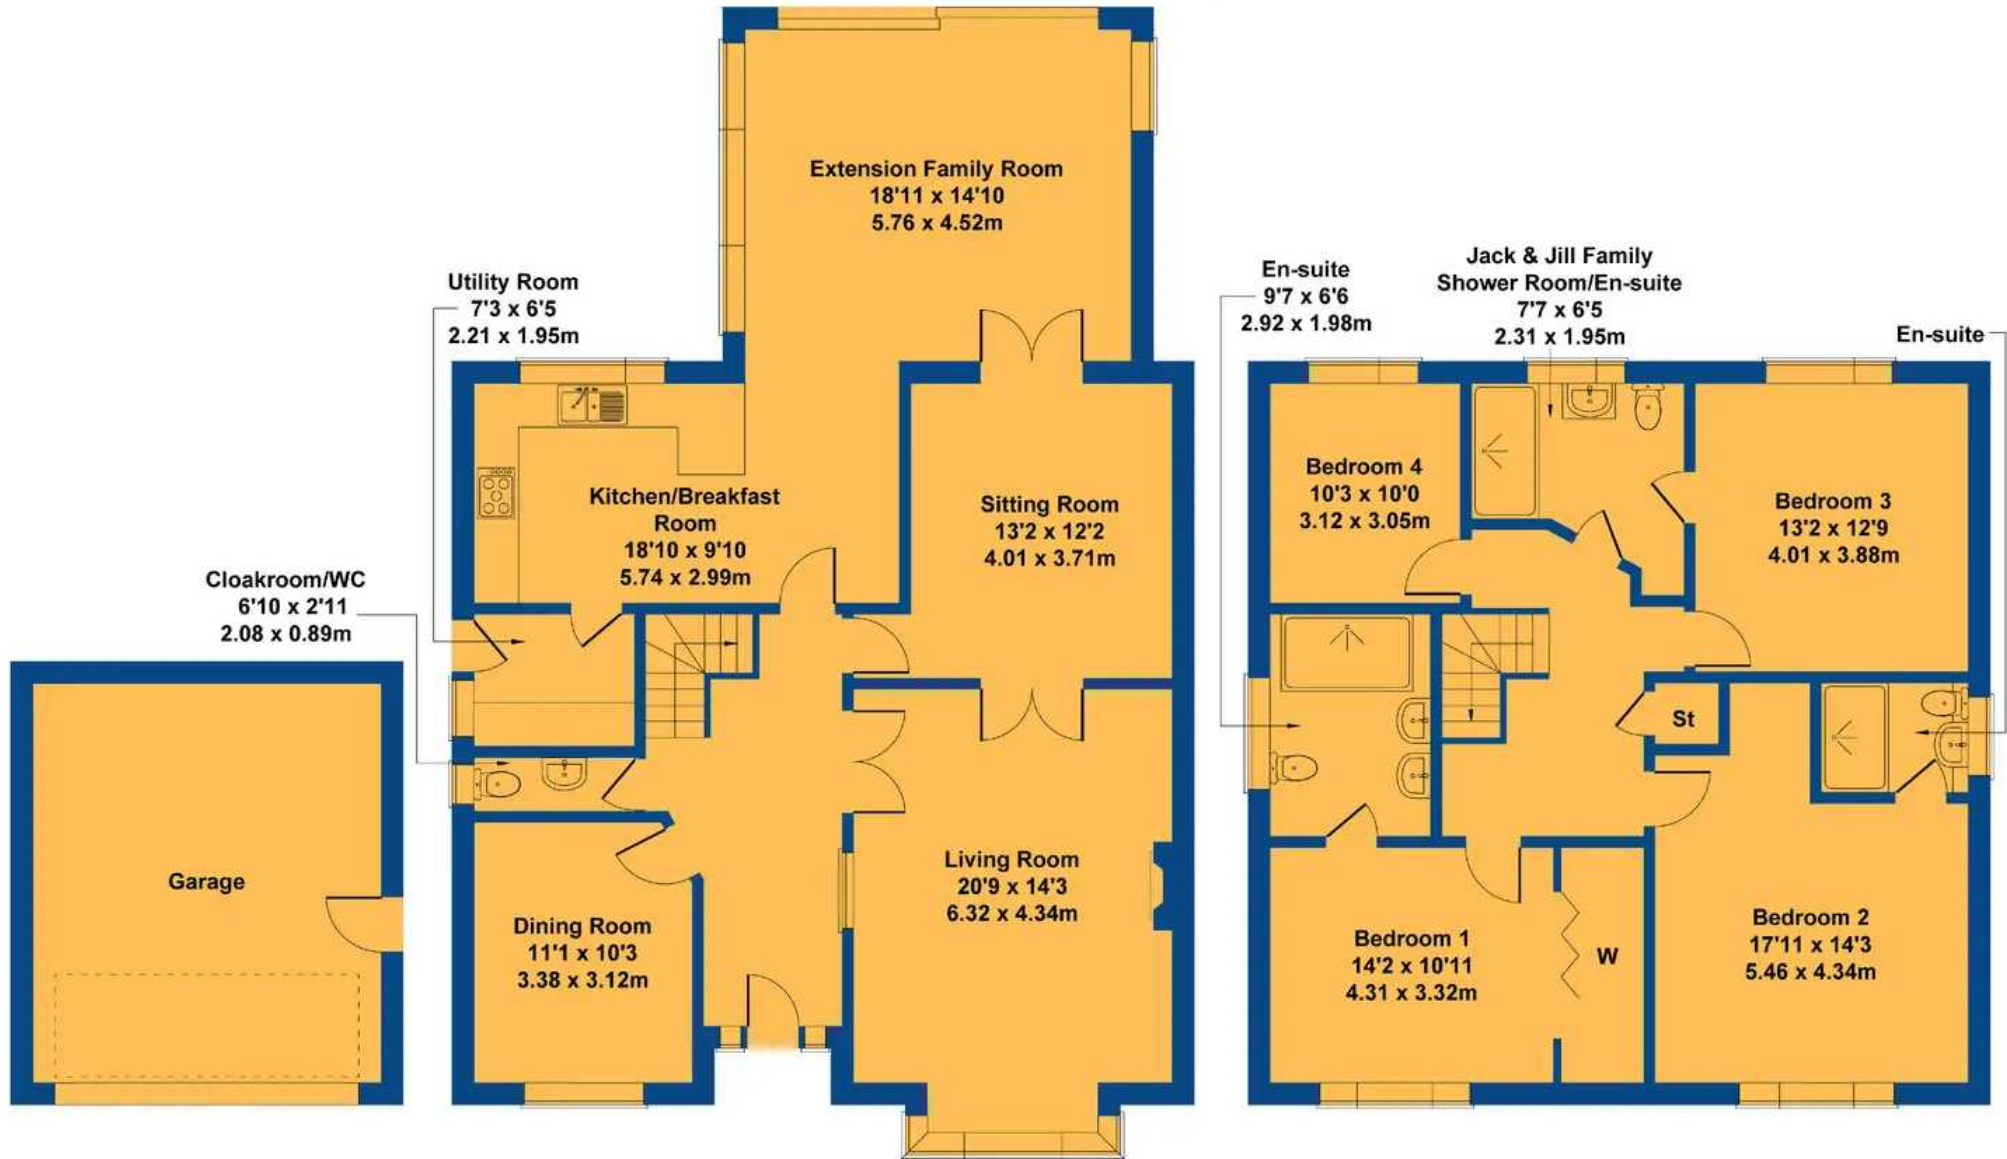 Extension Family Room
18'11 x 14'10
5.76 x 4.52m
Utility Room
7'3 x 6'5
2.21 x 1.95m
Kitchen/Breakfast
Room
18'10 x 9'10
5.74 x 2.99m
Sitting Room
13'2 x 12'2
4.01 x 3.71m
Cloakroom/WC
6'10 x 2'11
2.08 x 0.89m
Garage
Dining Room
11'1 x 10'3
3.38 x 3.12m
Living Room
20'9 x 14'3
6.32 x 4.34m
En-suite
9'7 x 6'6
2.92 x 1.98m
Jack & Jill Family
Shower Room/En-suite
7'7 x 6'5
2.31 x 1.95m
En-suite
Bedroom 4
10'3 x 10'0
3.12 x 3.05m
Bedroom 3
13'2 x 12'9
4.01 x 3.88m
St
Bedroom 1
14'2 x 10'11
4.31 x 3.32m
W
Bedroom 2
17'11 x 14'3
5.46 x 4.34m